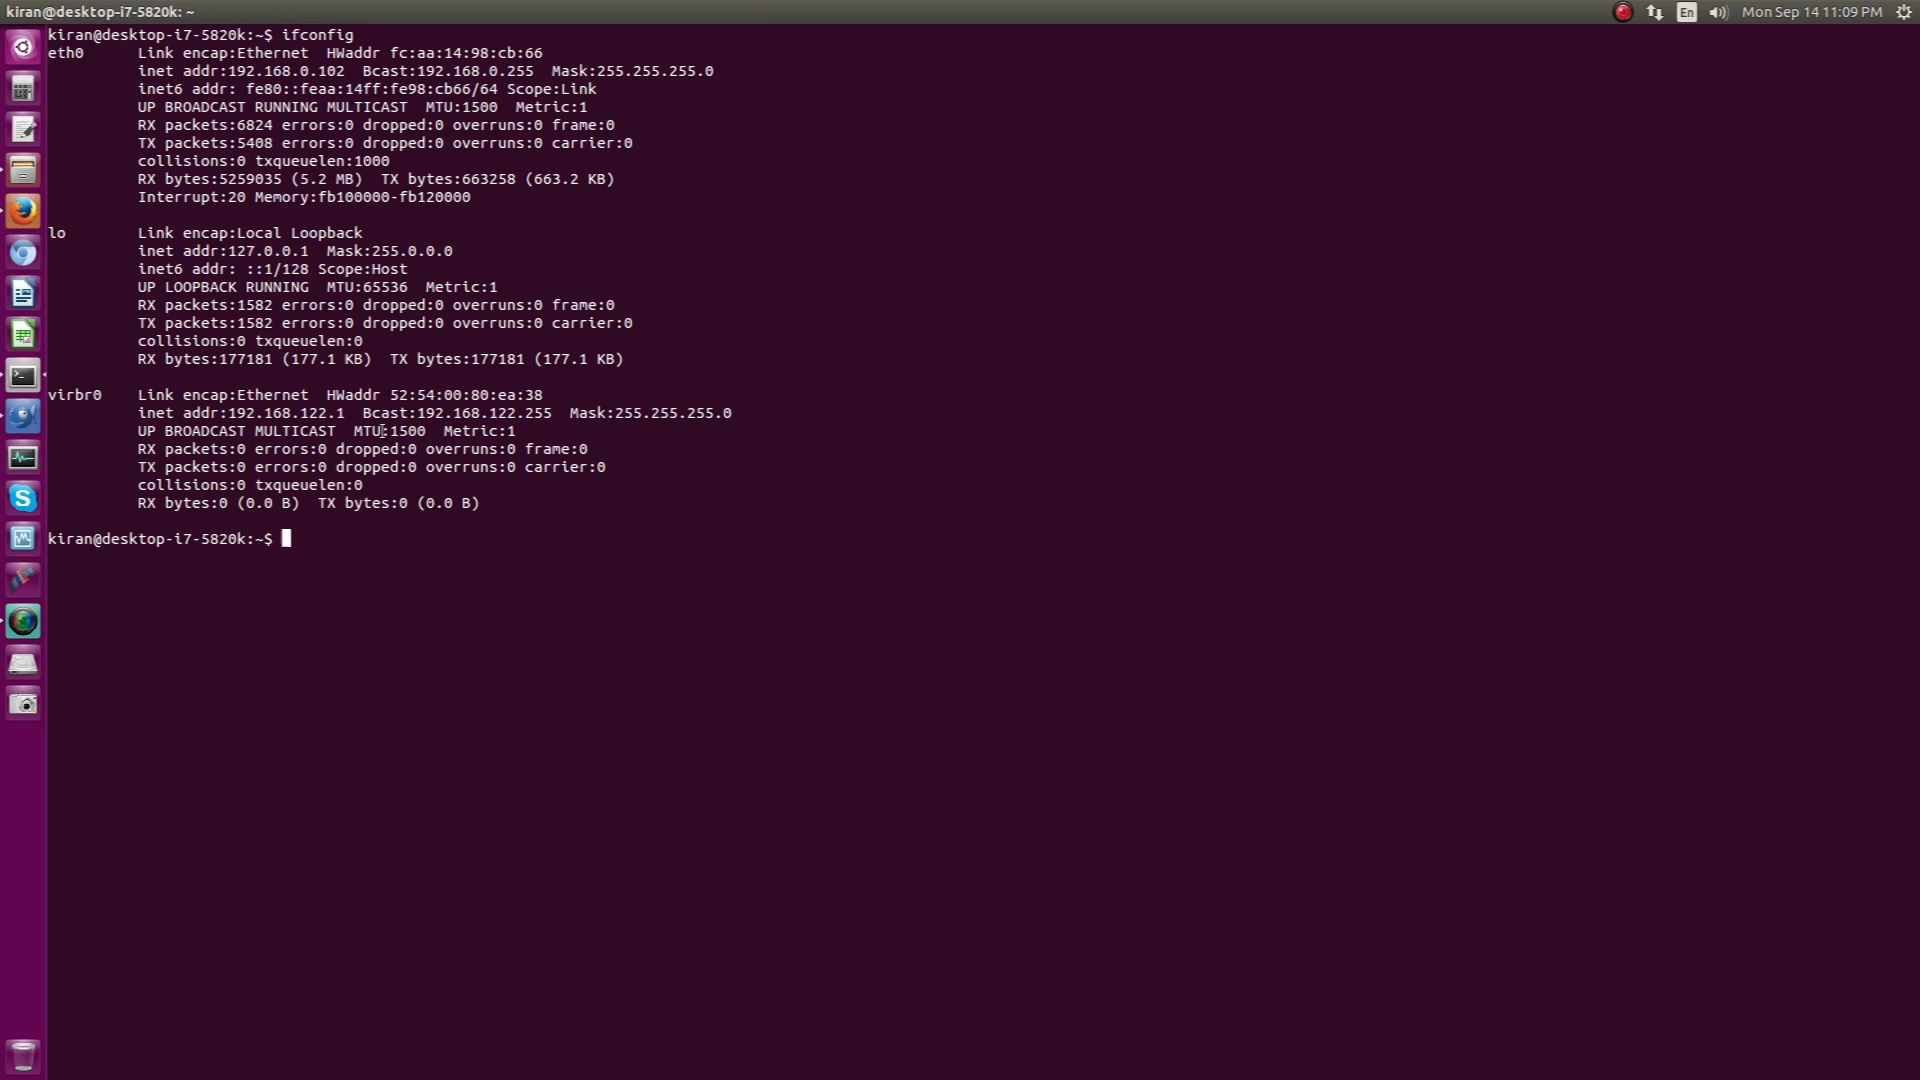 kiran@desktop-i7-5820k: ~
En
Mon Sep 14 11:09 PM
kiran@desktop-i7-5820k:~$ ifconfig
eth0      Link encap:Ethernet  HWaddr fc:aa:14:98:cb:66
          inet addr:192.168.0.102  Bcast:192.168.0.255  Mask:255.255.255.0
          inet6 addr: fe80::feaa:14ff:fe98:cb66/64 Scope:Link
          UP BROADCAST RUNNING MULTICAST  MTU:1500  Metric:1
          RX packets:6824 errors:0 dropped:0 overruns:0 frame:0
          TX packets:5408 errors:0 dropped:0 overruns:0 carrier:0
          collisions:0 txqueuelen:1000
          RX bytes:5259035 (5.2 MB)  TX bytes:663258 (663.2 KB)
          Interrupt:20 Memory:fb100000-fb120000
lo        Link encap:Local Loopback
          inet addr:127.0.0.1  Mask:255.0.0.0
          inet6 addr: ::1/128 Scope:Host
          UP LOOPBACK RUNNING  MTU:65536  Metric:1
          RX packets:1582 errors:0 dropped:0 overruns:0 frame:0
          TX packets:1582 errors:0 dropped:0 overruns:0 carrier:0
          collisions:0 txqueuelen:0
          RX bytes:177181 (177.1 KB)  TX bytes:177181 (177.1 KB)
virbr0    Link encap:Ethernet  HWaddr 52:54:00:80:ea:38
          inet addr:192.168.122.1  Bcast:192.168.122.255  Mask:255.255.255.0
          UP BROADCAST MULTICAST  MTU:1500  Metric:1
          RX packets:0 errors:0 dropped:0 overruns:0 frame:0
          TX packets:0 errors:0 dropped:0 overruns:0 carrier:0
          collisions:0 txqueuelen:0
          RX bytes:0 (0.0 B)  TX bytes:0 (0.0 B)
kiran@desktop-i7-5820k:~$